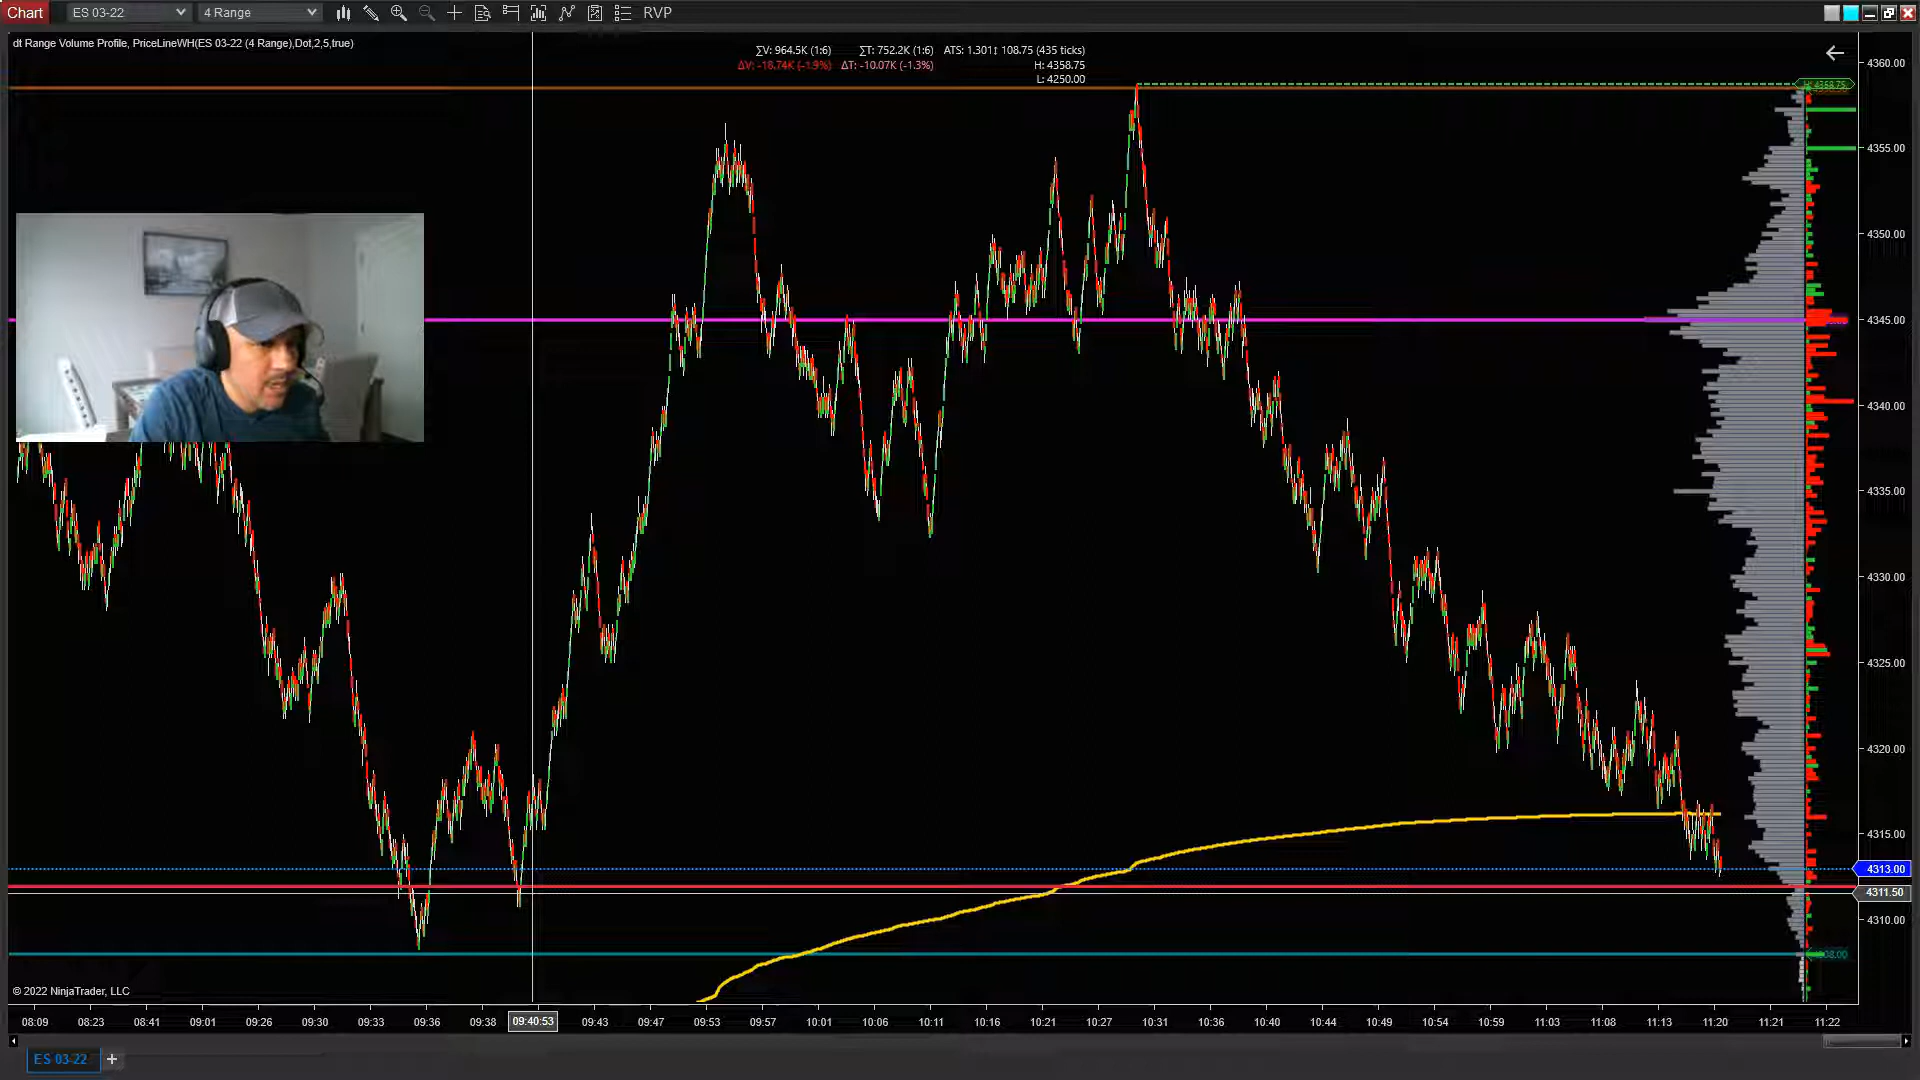 Chart ES 03-22 4 Range RVP
dt Range Volume Profile, PriceLineWH(ES 03-22 (4 Range),Dot,2,5,true)
∑V: 964.5K (1:6) ∑T: 752.2K (1:6) ATS: 1.301↕ 108.75 (435 ticks)
ΔV: -18.74K (-1.9%) ΔT: -10.07K (-1.3%) H: 4358.75
L: 4250.00
4360.00
H: 4358.75
4355.00
4350.00
4345.00
4340.00
4335.00
4330.00
4325.00
4320.00
4315.00
4313.00
4311.50
4310.00
© 2022 NinjaTrader, LLC
08:09 08:23 08:41 09:01 09:26 09:30 09:33 09:36 09:38 09:40:53 09:43 09:47 09:53 09:57 10:01 10:06 10:11 10:16 10:21 10:27 10:31 10:36 10:40 10:44 10:49 10:54 10:59 11:03 11:08 11:13 11:20 11:21 11:22
ES 03-22 +